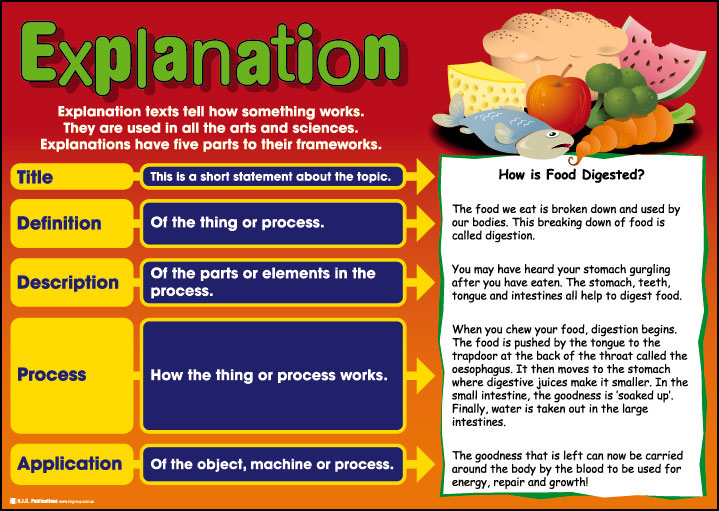 Explanation
Explanation texts tell how something works.
They are used in all the arts and sciences.
Explanations have five parts to their frameworks.
Title
This is a short statement about the topic.
How is Food Digested?
Definition
Of the thing or process.
The food we eat is broken down and used by
our bodies. This breaking down of food is
called digestion.
Description
Of the parts or elements in the
process.
You may have heard your stomach gurgling
after you have eaten. The stomach, teeth,
tongue and intestines all help to digest food.
Process
How the thing or process works.
When you chew your food, digestion begins.
The food is pushed by the tongue to the
trapdoor at the back of the throat called the
oesophagus. It then moves to the stomach
where digestive juices make it smaller. In the
small intestine, the goodness is 'soaked up'.
Finally, water is taken out in the large
intestines.
Application
Of the object, machine or process.
The goodness that is left can now be carried
around the body by the blood to be used for
energy, repair and growth!
R.I.C. Publications